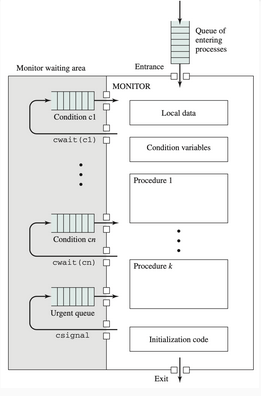 Queue of
entering
processes
Entrance
Monitor waiting area
MONITOR
Condition c1
cwait(c1)
Local data
Condition variables
Procedure 1
Condition cn
cwait(cn)
Procedure k
Urgent queue
csignal
Initialization code
Exit